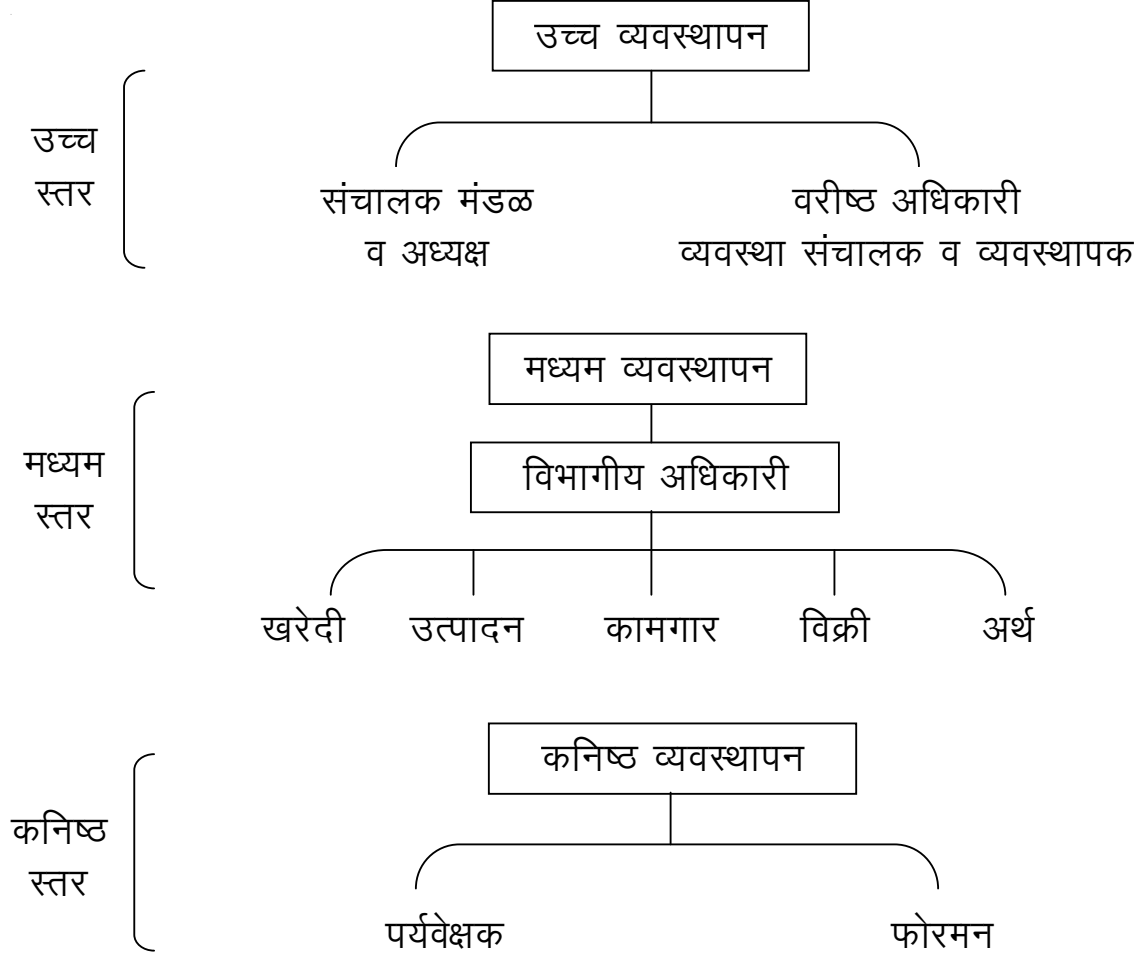 उच्च व्यवस्थापन
उच्च
स्तर
संचालक मंडळ
व अध्यक्ष
वरीष्ठ अधिकारी
व्यवस्था संचालक व व्यवस्थापक
मध्यम व्यवस्थापन
मध्यम
स्तर
विभागीय अधिकारी
खरेदी उत्पादन कामगार विक्री अर्थ
कनिष्ठ व्यवस्थापन
कनिष्ठ
स्तर
पर्यवेक्षक फोरमन